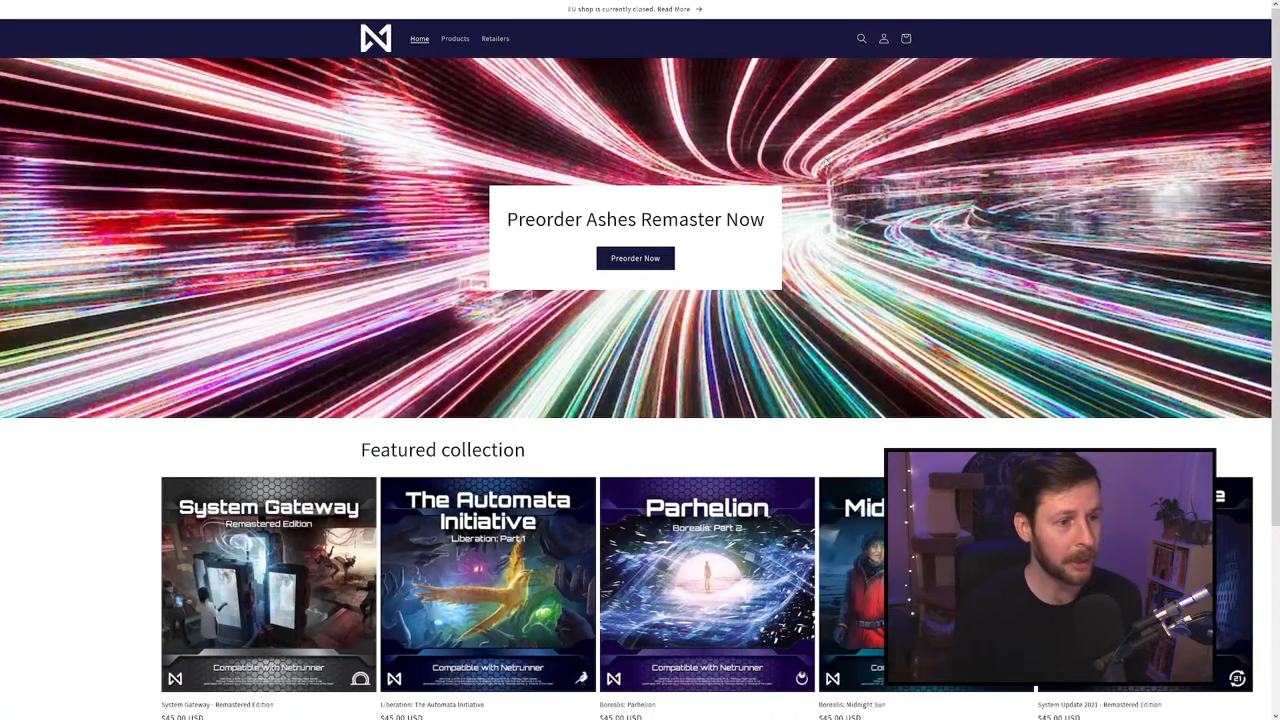 EU shop is currently closed. Read More →
Home Products Retailers
Preorder Ashes Remaster Now
Preorder Now
Featured collection
System Gateway
Remastered Edition
Compatible with Netrunner
The Automata
Initiative
Liberation: Part 1
Compatible with Netrunner
Parhelion
Borealis: Part 2
Compatible with Netrunner
Mid
Co
e
21
System Gateway - Remastered Edition
Liberation: The Automata Initiative
Borealis: Parhelion
Borealis: Midnight Sun
System Update 2021 - Remastered Edition
$45.00 USD
$45.00 USD
$45.00 USD
$45.00 USD
$45.00 USD